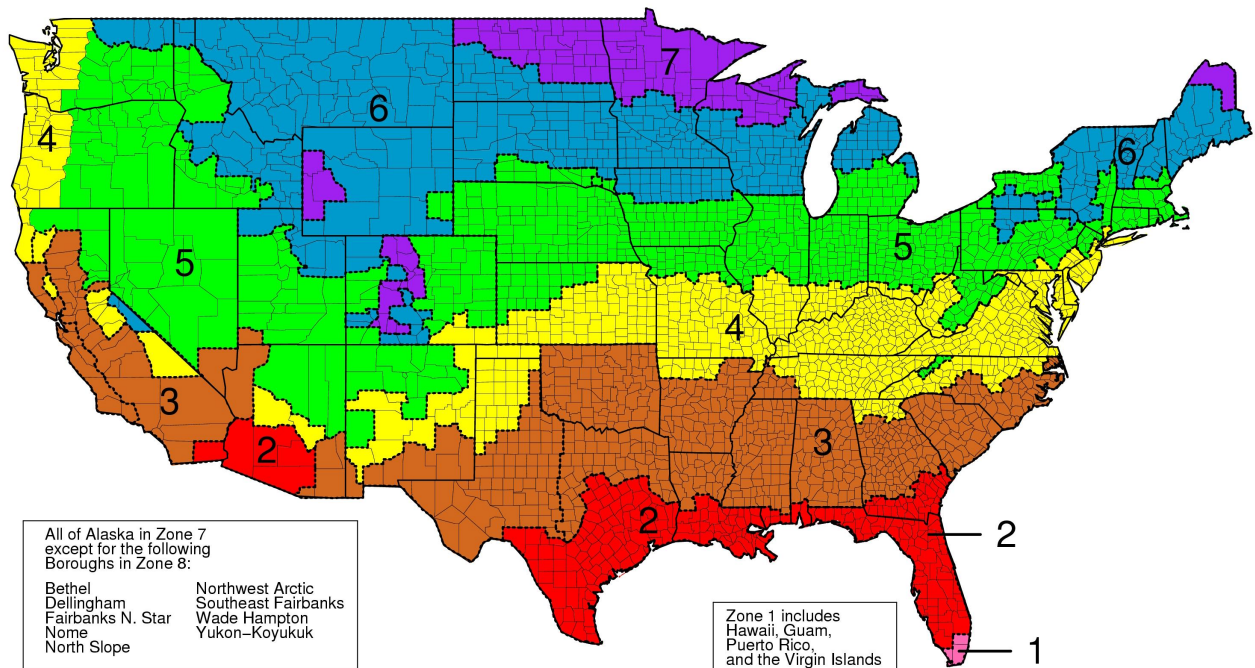 7
6
4
6
5
5
4
3
3
2
2
2
1
All of Alaska in Zone 7
except for the following
Boroughs in Zone 8:
Bethel
Dellingham
Fairbanks N. Star
Nome
North Slope
Northwest Arctic
Southeast Fairbanks
Wade Hampton
Yukon–Koyukuk
Zone 1 includes
Hawaii, Guam,
Puerto Rico,
and the Virgin Islands